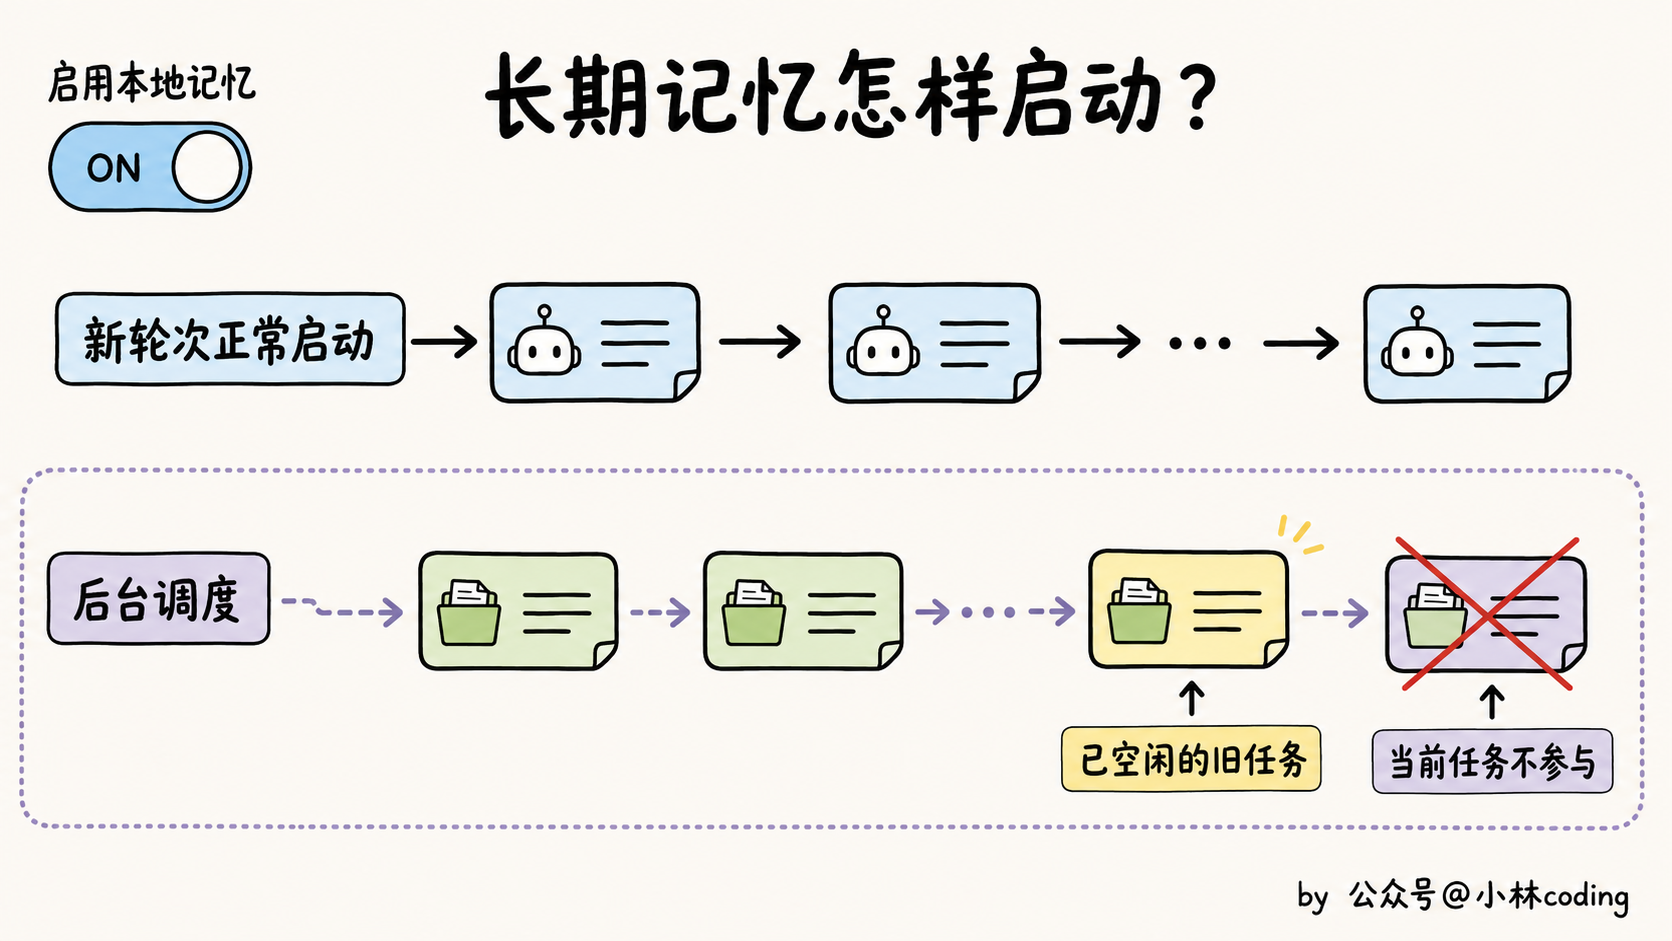 启用本地记忆
长期记忆怎样启动？
ON
新轮次正常启动
后台调度
已空闲的旧任务
当前任务不参与
by 公众号@小林coding